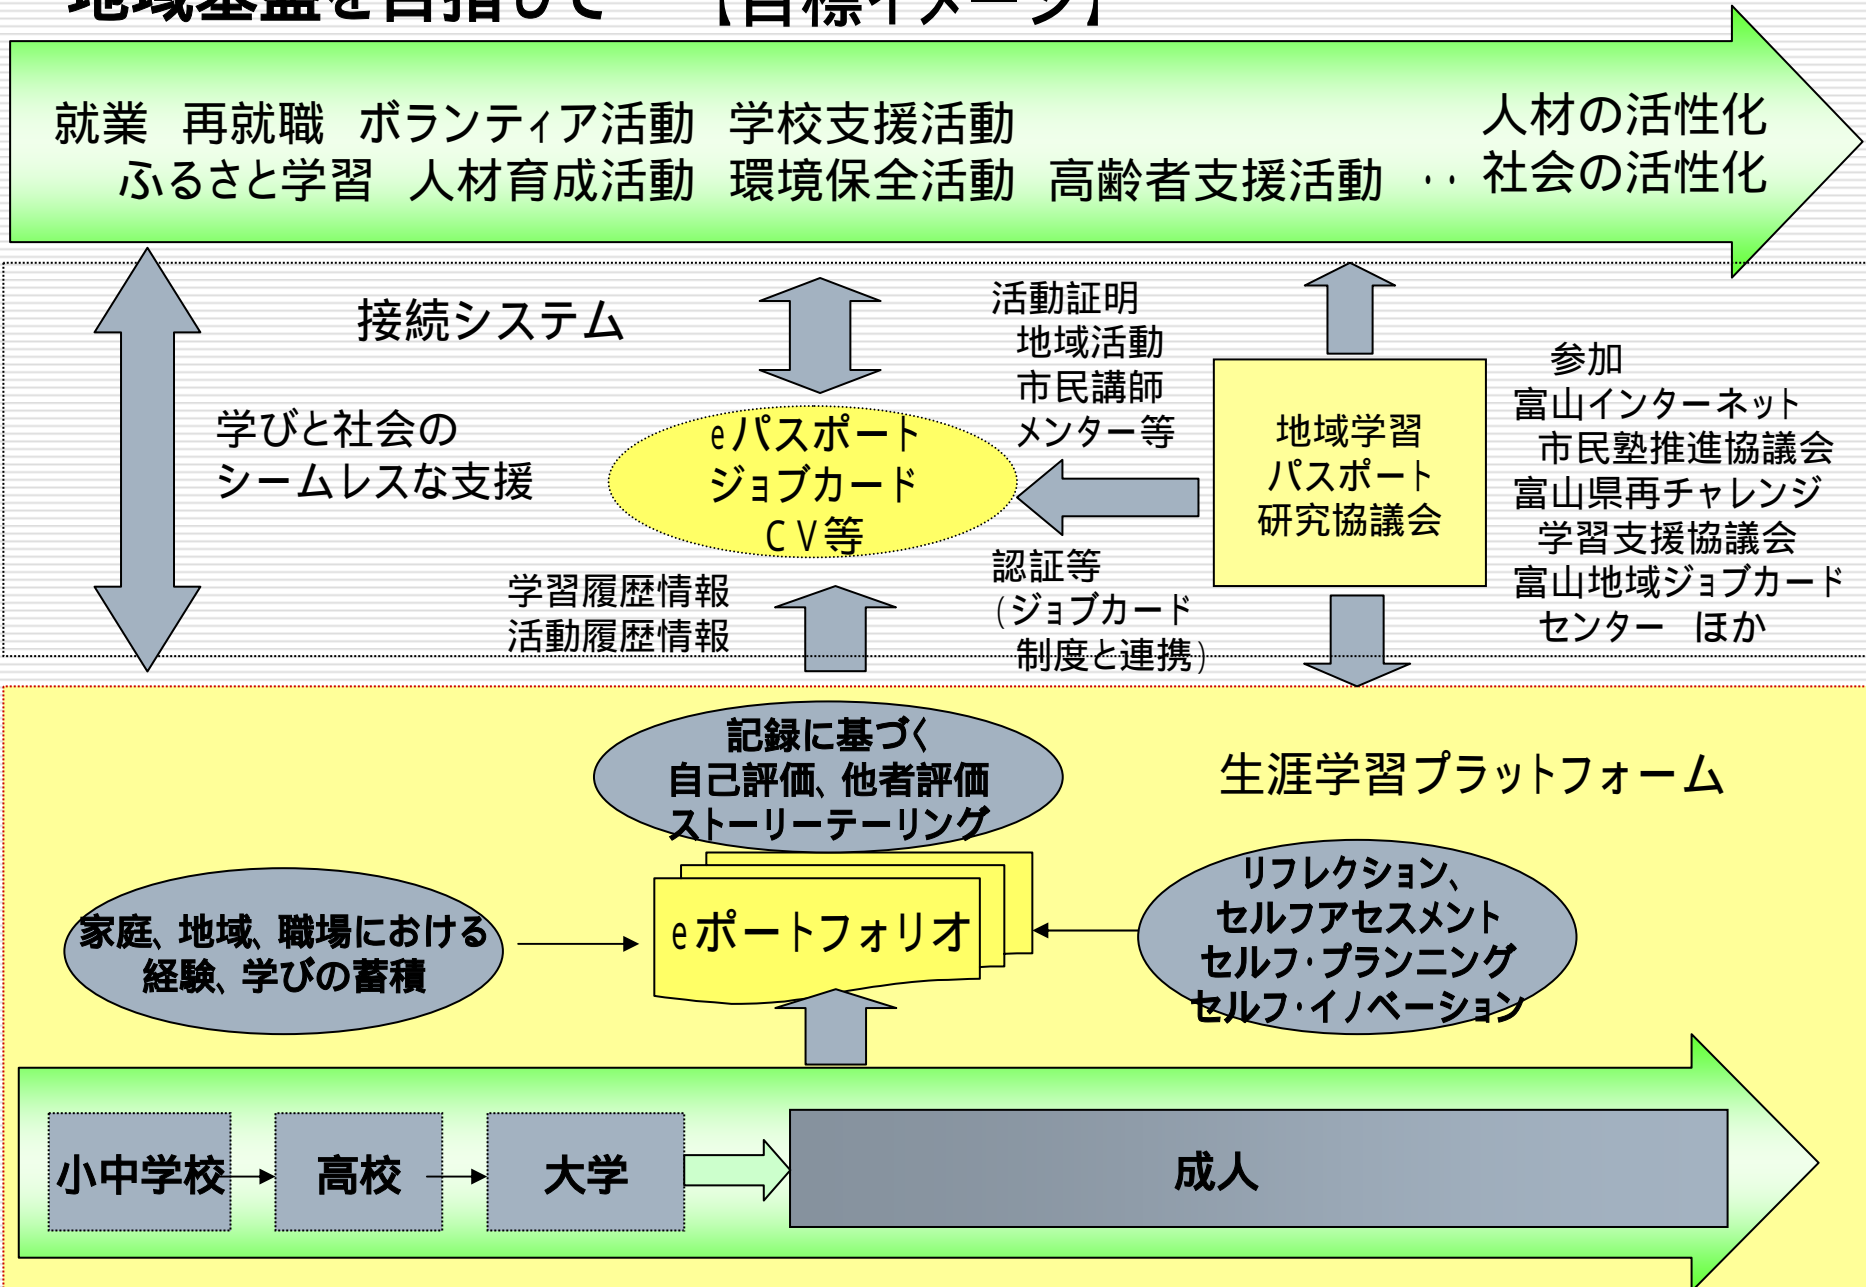 地域基盤を目指して 【目標イメージ】
就業 再就職 ボランティア活動 学校支援活動
ふるさと学習 人材育成活動 環境保全活動 高齢者支援活動 ‥
人材の活性化
社会の活性化
接続システム
学びと社会の
シームレスな支援
eパスポート
ジョブカード
CV等
活動証明
地域活動
市民講師
メンター等
認証等
(ジョブカード
制度と連携)
地域学習
パスポート
研究協議会
参加
富山インターネット
市民塾推進協議会
富山県再チャレンジ
学習支援協議会
富山地域ジョブカード
センター ほか
学習履歴情報
活動履歴情報
生涯学習プラットフォーム
記録に基づく
自己評価、他者評価
ストーリーテーリング
家庭、地域、職場における
経験、学びの蓄積
eポートフォリオ
リフレクション、
セルフアセスメント
セルフ・プランニング
セルフ・イノベーション
小中学校
高校
大学
成人